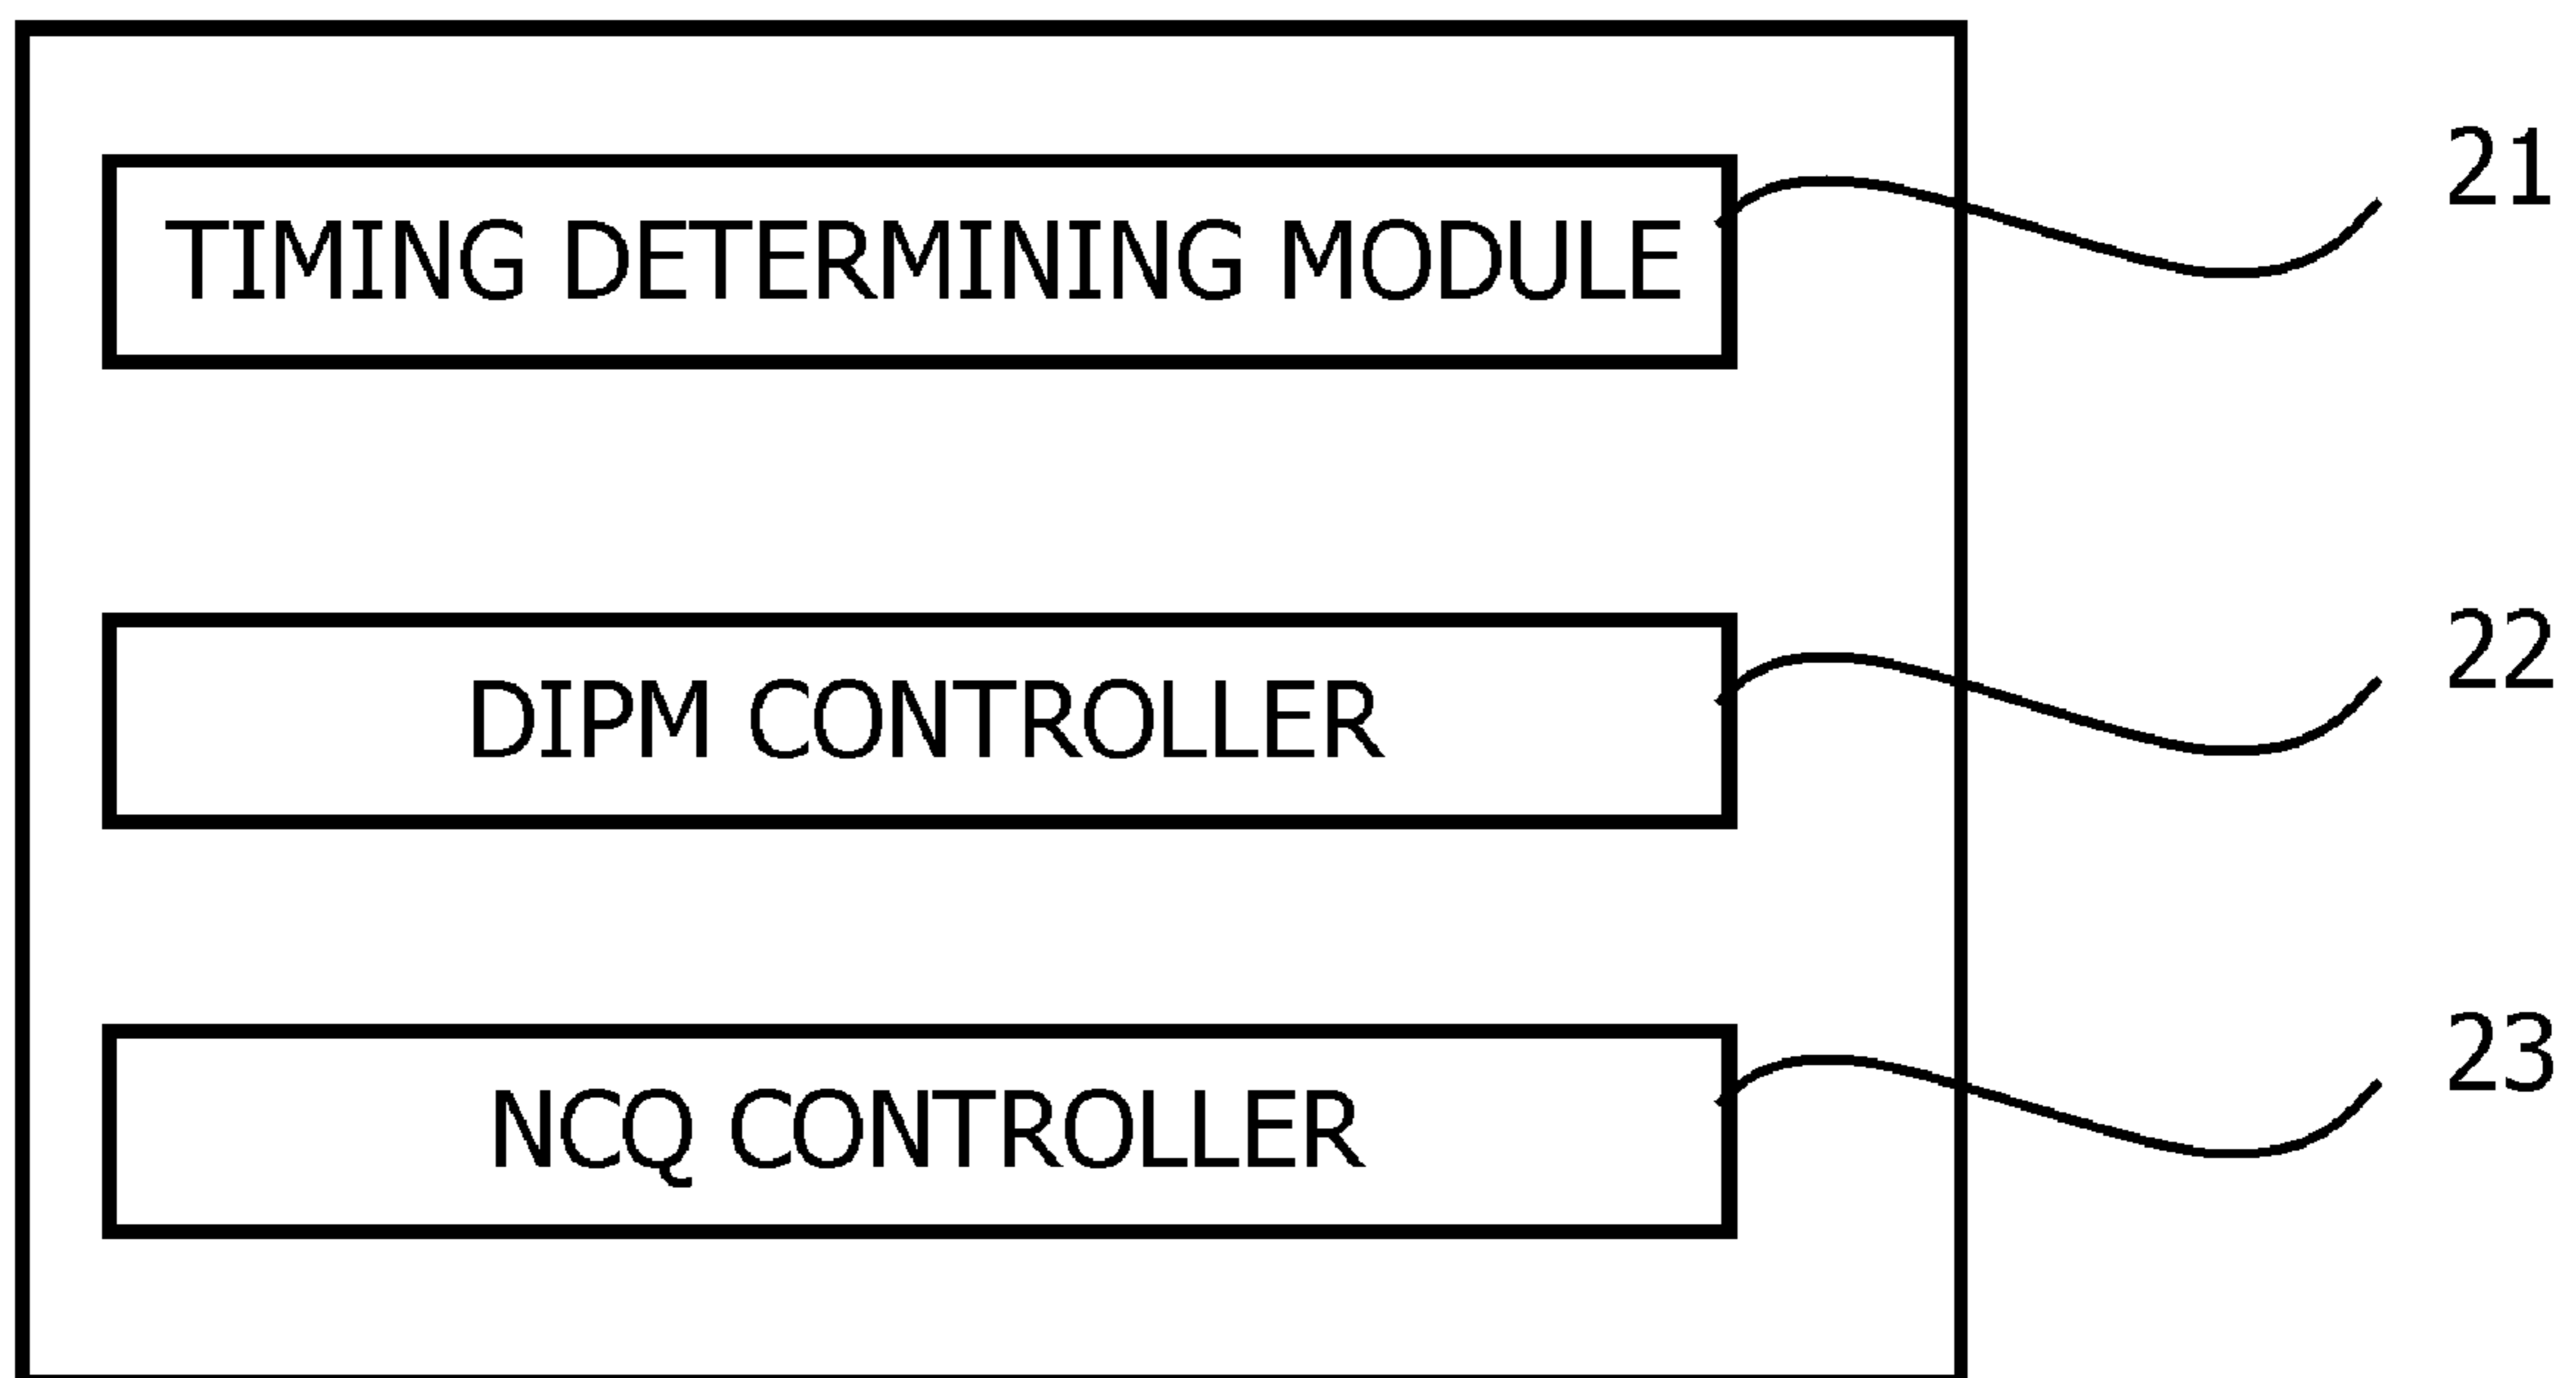 TIMING DETERMINING MODULE 21
DIPM CONTROLLER 22
NCQ CONTROLLER 23